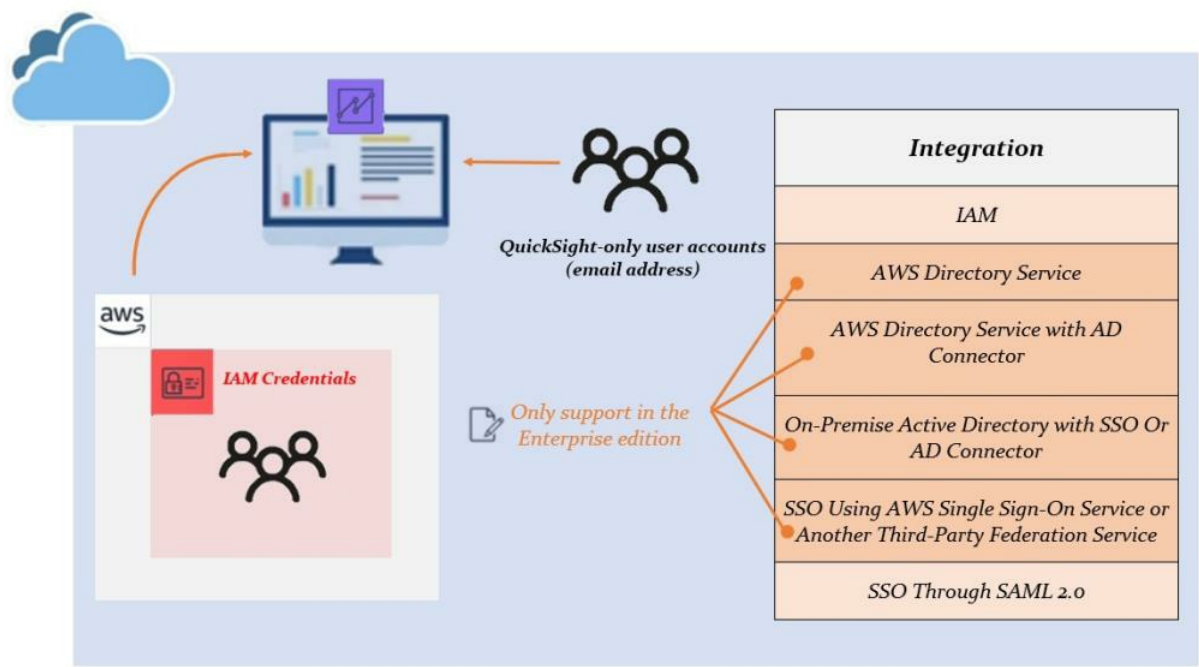 QuickSight-only user accounts
(email address)
aws
IAM Credentials
Only support in the
Enterprise edition
Integration
IAM
AWS Directory Service
AWS Directory Service with AD
Connector
On-Premise Active Directory with SSO Or
AD Connector
SSO Using AWS Single Sign-On Service or
Another Third-Party Federation Service
SSO Through SAML 2.0